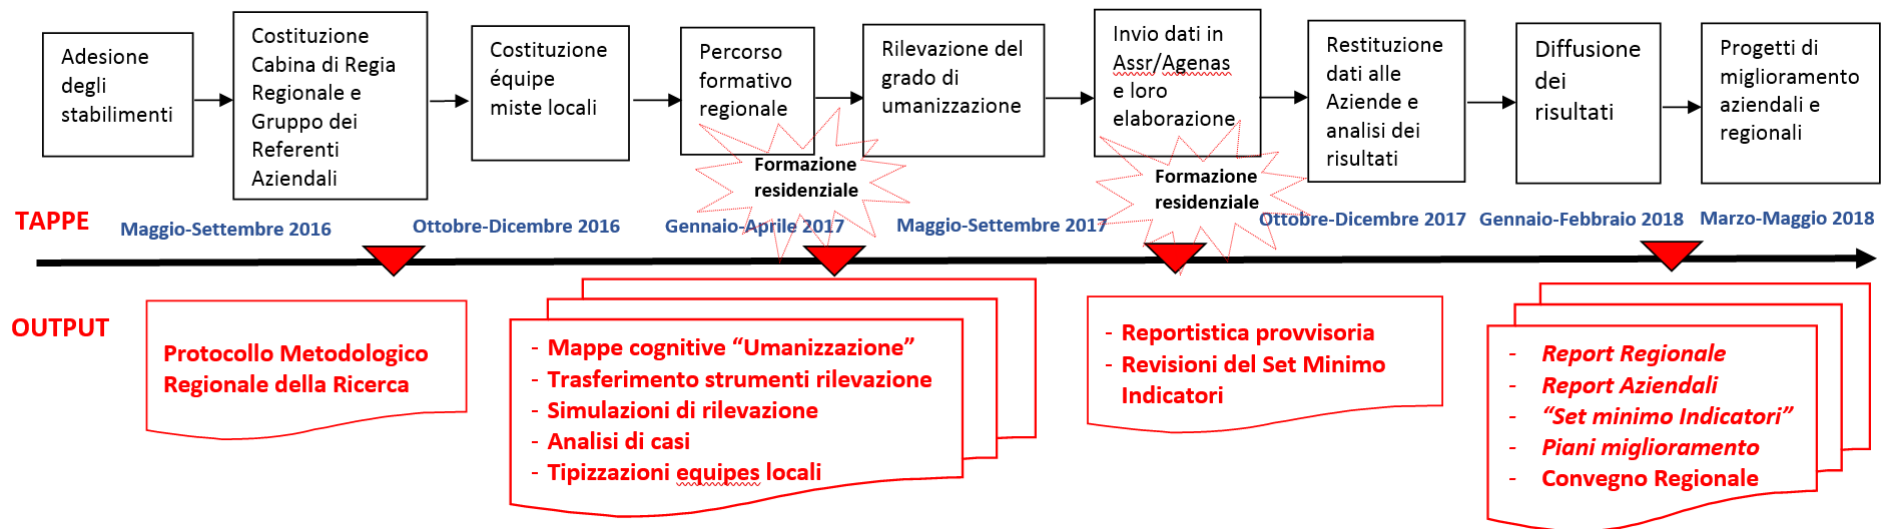 Adesione
degli
stabilimenti
Costituzione
Cabina di Regia
Regionale e
Gruppo dei
Referenti
Aziendali
Costituzione
équipe
miste locali
Percorso
formativo
regionale
Rilevazione del
grado di
umanizzazione
Invio dati in
Assr/Agenas
e loro
elaborazione
Restituzione
dati alle
Aziende e
analisi dei
risultati
Diffusione
dei
risultati
Progetti di
miglioramento
aziendali e
regionali
Formazione
residenziale
Formazione
residenziale
TAPPE
Maggio-Settembre 2016
Ottobre-Dicembre 2016
Gennaio-Aprile 2017
Maggio-Settembre 2017
Ottobre-Dicembre 2017
Gennaio-Febbraio 2018
Marzo-Maggio 2018
OUTPUT
Protocollo Metodologico
Regionale della Ricerca
- Mappe cognitive “Umanizzazione”
- Trasferimento strumenti rilevazione
- Simulazioni di rilevazione
- Analisi di casi
- Tipizzazioni equipes locali
- Reportistica provvisoria
- Revisioni del Set Minimo
Indicatori
- Report Regionale
- Report Aziendali
- “Set minimo Indicatori”
- Piani miglioramento
- Convegno Regionale